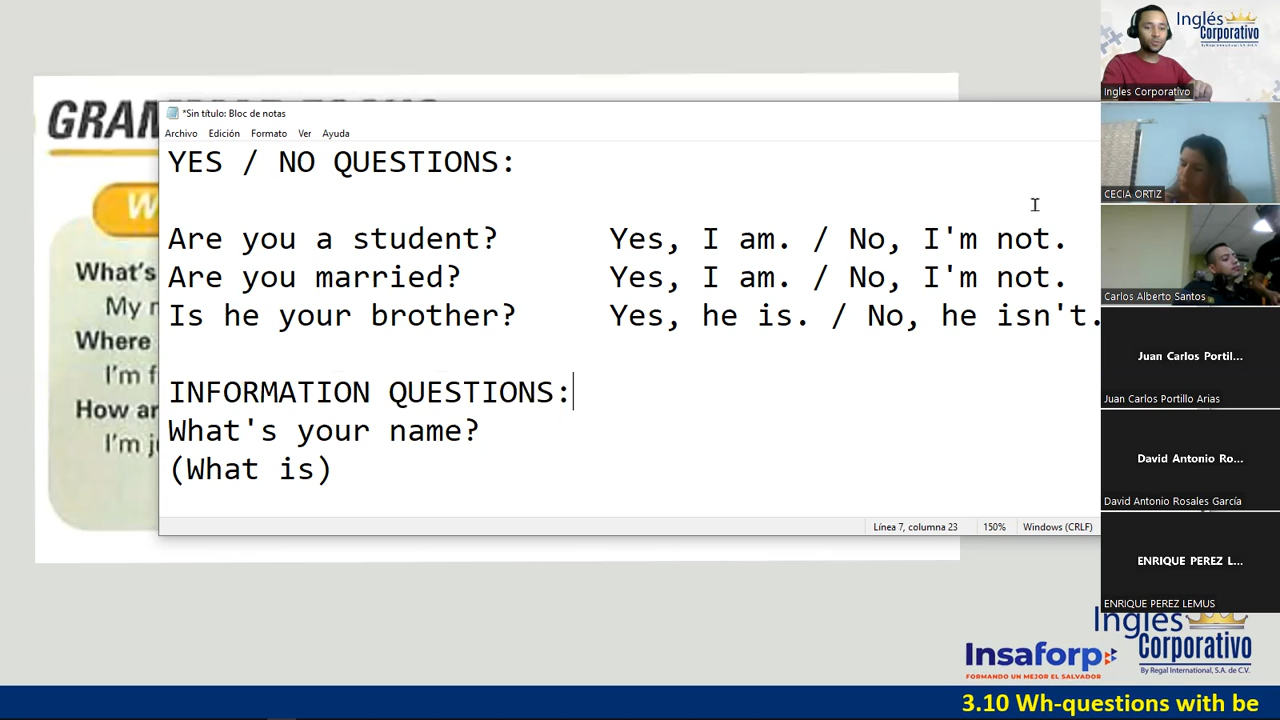 GRAM
*Sin título: Bloc de notas
Archivo Edición Formato Ver Ayuda
YES / NO QUESTIONS:
Are you a student? Yes, I am. / No, I'm not.
Are you married? Yes, I am. / No, I'm not.
Is he your brother? Yes, he is. / No, he isn't.
INFORMATION QUESTIONS:
What's your name?
(What is)
Línea 7, columna 23 150% Windows (CRLF)
W
What's
My
Where
I'm
How
I'm
Inglés
Corporativo
By Regal International, S.A. de C.V.
Ingles Corporativo
CECIA ORTIZ
Carlos Alberto Santos
Juan Carlos Portil...
Juan Carlos Portillo Arias
David Antonio Ro...
David Antonio Rosales García
ENRIQUE PEREZ L...
ENRIQUE PEREZ LEMUS
Insaforp
FORMANDO UN MEJOR EL SALVADOR
Inglés
Corporativo
By Regal International, S.A. de C.V.
3.10 Wh-questions with be